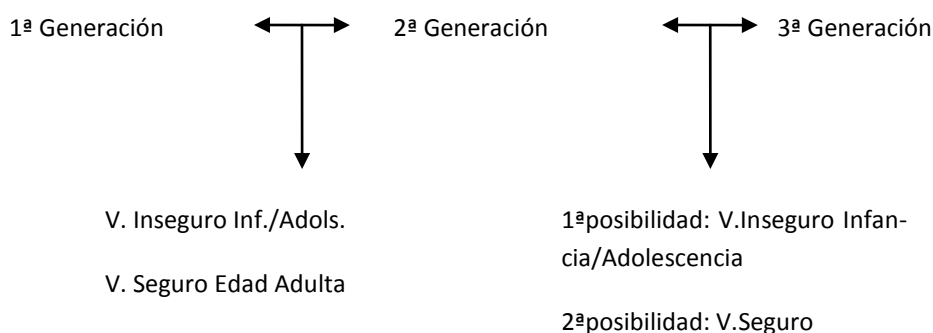 1ª Generación
2ª Generación
3ª Generación
V. Inseguro Inf./Adols.
V. Seguro Edad Adulta
1ªposibilidad: V.Inseguro Infan-
cia/Adolescencia
2ªposibilidad: V.Seguro